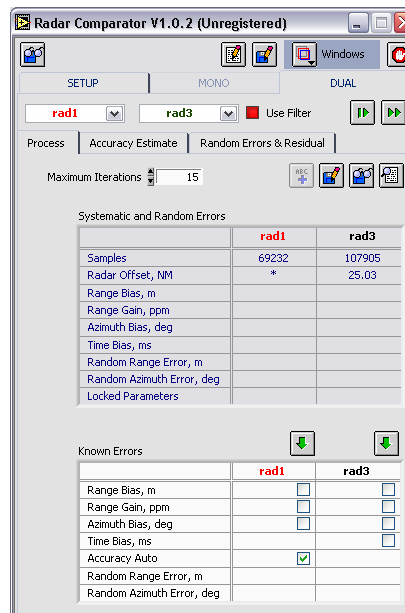 Radar Comparator V1.0.2 (Unregistered)
Windows
SETUP MONO DUAL
rad1 rad3 Use Filter
Process Accuracy Estimate Random Errors & Residual
Maximum Iterations 15
ABC
Systematic and Random Errors
rad1 rad3
Samples 69232 107905
Radar Offset, NM * 25.03
Range Bias, m
Range Gain, ppm
Azimuth Bias, deg
Time Bias, ms
Random Range Error, m
Random Azimuth Error, deg
Locked Parameters
Known Errors
rad1 rad3
Range Bias, m
Range Gain, ppm
Azimuth Bias, deg
Time Bias, ms
Accuracy Auto
Random Range Error, m
Random Azimuth Error, deg